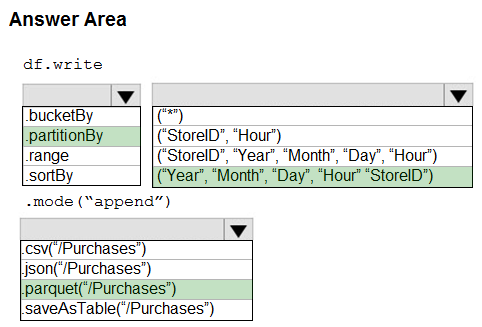 Answer Area
df.write
.bucketBy
.partitionBy
.range
.sortBy
(“*”)
(“StoreID”, “Hour”)
(“StoreID”, “Year”, “Month”, “Day”, “Hour”)
(“Year”, “Month”, “Day”, “Hour” “StoreID”)
.mode(“append”)
.csv(“/Purchases”)
.json(“/Purchases”)
.parquet(“/Purchases”)
.saveAsTable(“/Purchases”)